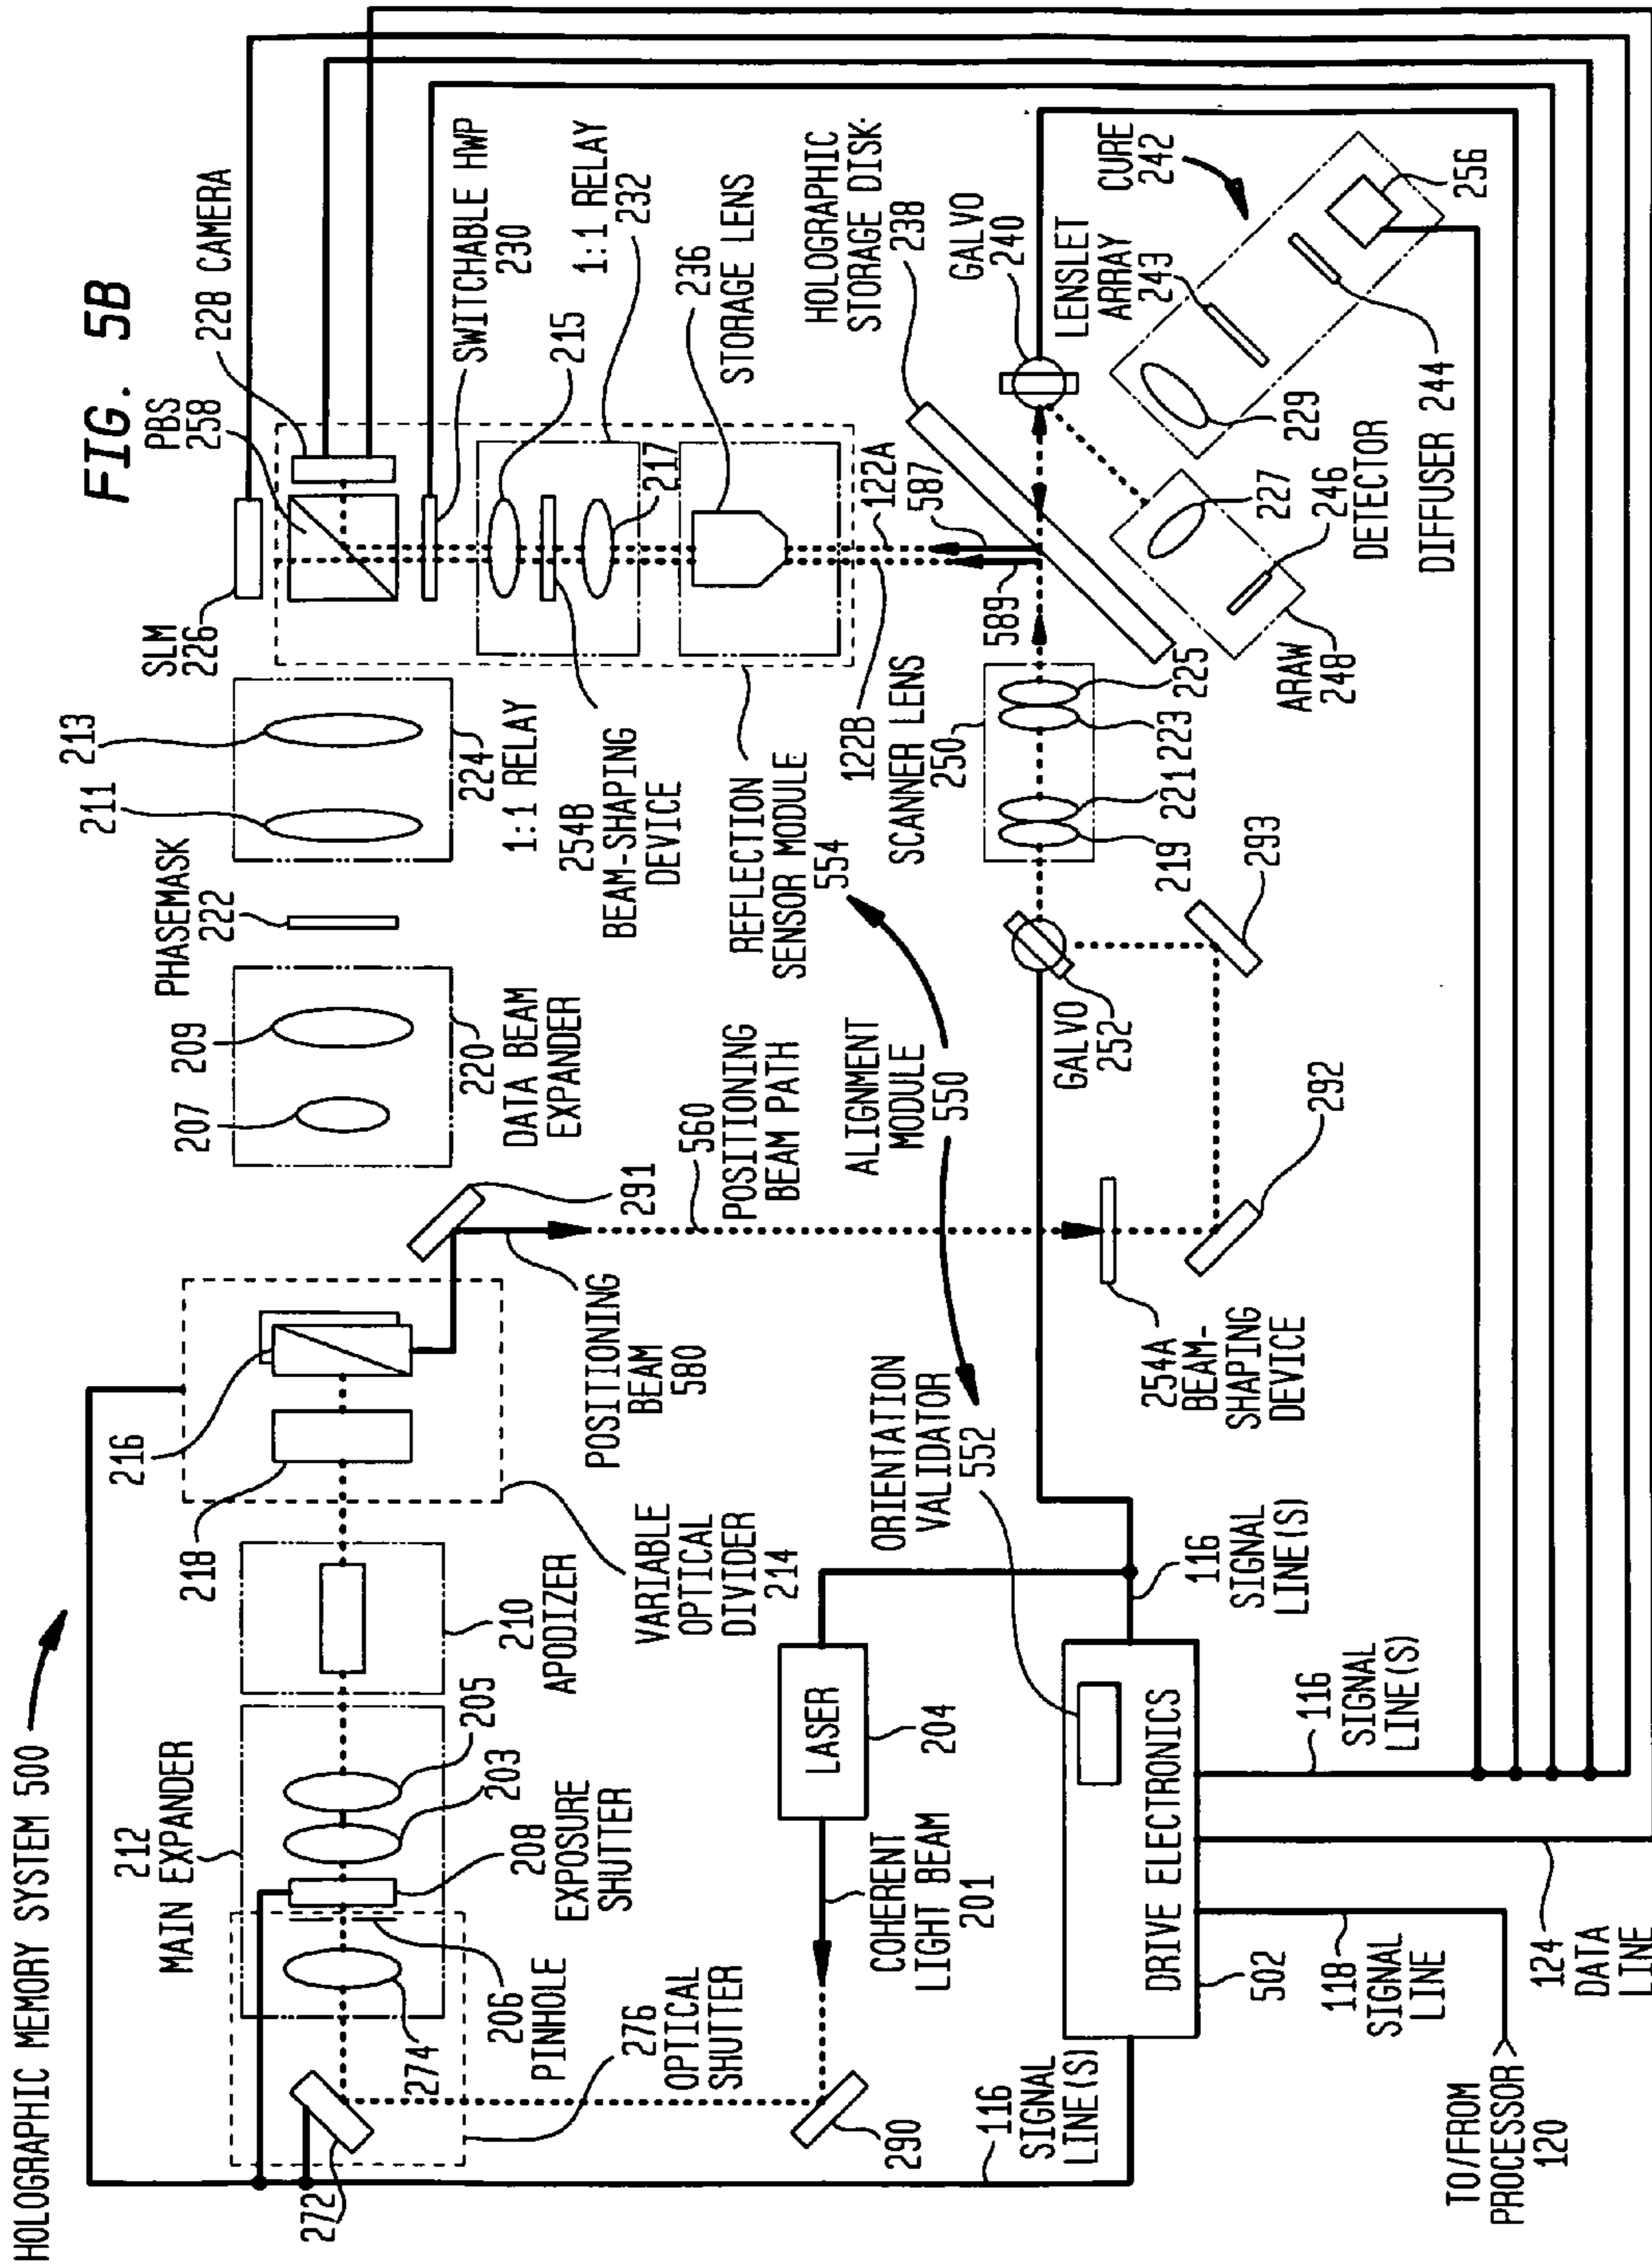 HOLOGRAPHIC MEMORY SYSTEM 500
FIG. 5B
212
MAIN EXPANDER
272
274
206
PINHOLE
276
OPTICAL
SHUTTER
208
EXPOSURE
SHUTTER
203
205
210
APODIZER
218
216
VARIABLE
OPTICAL
DIVIDER
214
POSITIONING
BEAM
580
291
207
209
220
DATA BEAM
EXPANDER
PHASEMASK
222
211
213
224
1:1 RELAY
SLM
226
PBS
258
228 CAMERA
SWITCHABLE HWP
230
215
1:1 RELAY
232
217
236
STORAGE LENS
254B
BEAM-SHAPING
DEVICE
REFLECTION
SENSOR MODULE
554
122B
122A
587
589
HOLOGRAPHIC
STORAGE DISK
238
GALVO
240
LENSLET
ARRAY
243
CURE
242
256
229
DIFFUSER 244
227
246
DETECTOR
ARAW
248
SCANNER LENS
250
219
221
223
225
293
GALVO
252
292
560
POSITIONING
BEAM PATH
ALIGNMENT
MODULE
550
254A
BEAM-
SHAPING
DEVICE
ORIENTATION
VALIDATOR
552
LASER
204
COHERENT
LIGHT BEAM
201
290
116
SIGNAL
LINE(S)
DRIVE ELECTRONICS
502
116
SIGNAL
LINE(S)
116
SIGNAL
LINE(S)
118
SIGNAL
LINE
124
DATA
LINE
TO/FROM
PROCESSOR
120